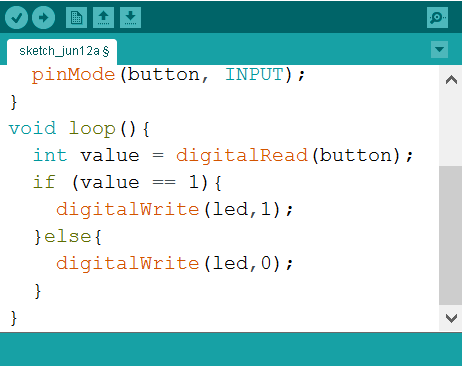 sketch_jun12a §
pinMode(button, INPUT);
}
void loop(){
int value = digitalRead(button);
if (value == 1){
digitalWrite(led,1);
}else{
digitalWrite(led,0);
}
}